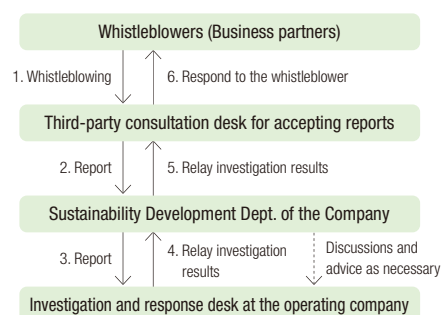 Whistleblowers (Business partners)
1. Whistleblowing
6. Respond to the whistleblower
Third-party consultation desk for accepting reports
2. Report
5. Relay investigation results
Sustainability Development Dept. of the Company
3. Report
4. Relay investigation
results
Discussions and
advice as necessary
Investigation and response desk at the operating company